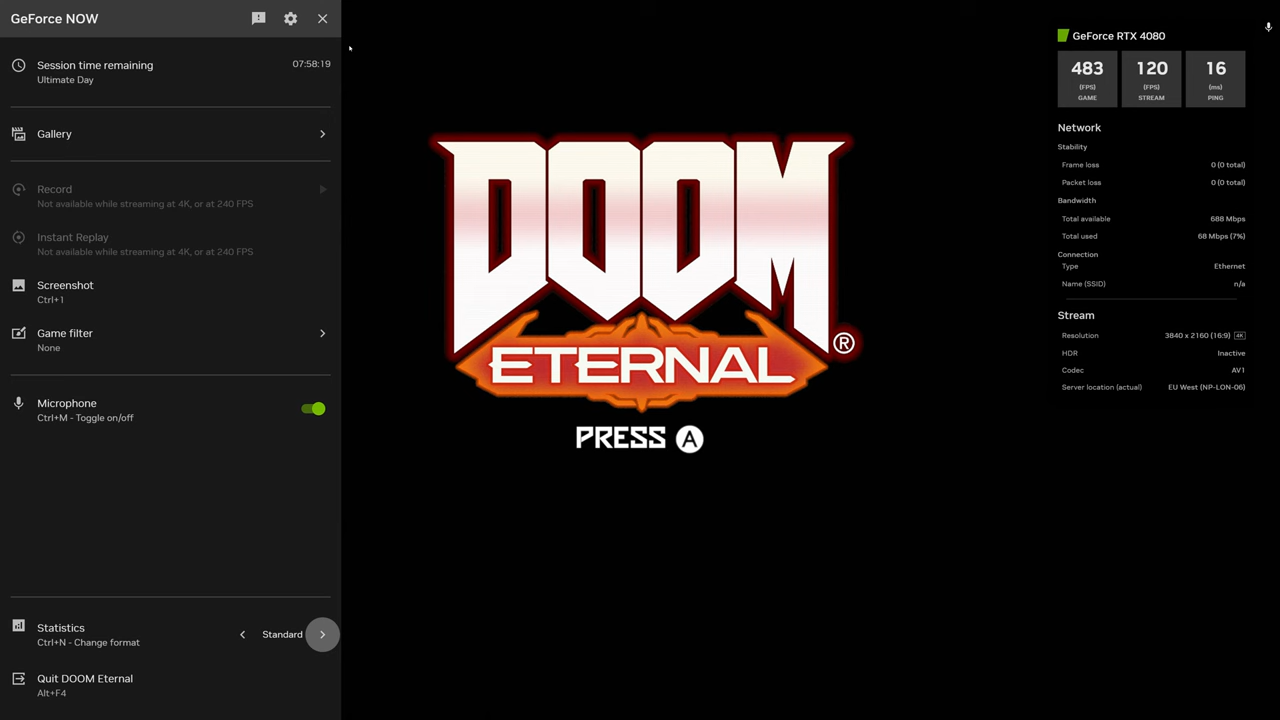 GeForce NOW
Session time remaining
07:58:19
Ultimate Day
Gallery
Record
Not available while streaming at 4K, or at 240 FPS
Instant Replay
Not available while streaming at 4K, or at 240 FPS
Screenshot
Ctrl+1
Game filter
None
Microphone
Ctrl+M - Toggle on/off
Statistics
Ctrl+N - Change format
Standard
Quit DOOM Eternal
Alt+F4
DOOM
ETERNAL®
PRESS A
GeForce RTX 4080
483 120 16
(FPS) (FPS) (ms)
GAME STREAM PING
Network
Stability
Frame loss 0 (0 total)
Packet loss 0 (0 total)
Bandwidth
Total available 688 Mbps
Total used 68 Mbps (7%)
Connection
Type Ethernet
Name (SSID) n/a
Stream
Resolution 3840 x 2160 (16:9) 4K
HDR Inactive
Codec AV1
Server location (actual) EU West (NP-LON-06)